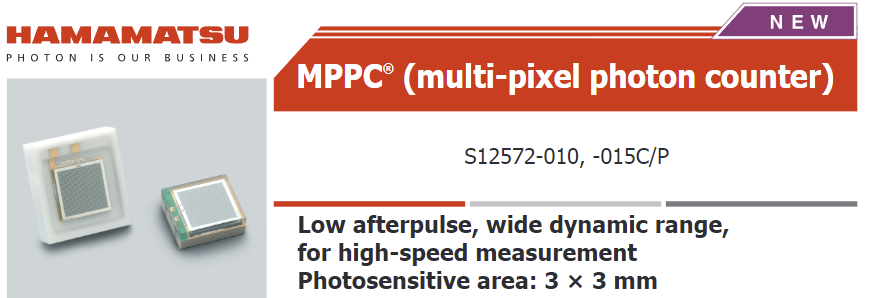 HAMAMATSU
PHOTON IS OUR BUSINESS
NEW
MPPC® (multi-pixel photon counter)
S12572-010, -015C/P
Low afterpulse, wide dynamic range,
for high-speed measurement
Photosensitive area: 3 × 3 mm